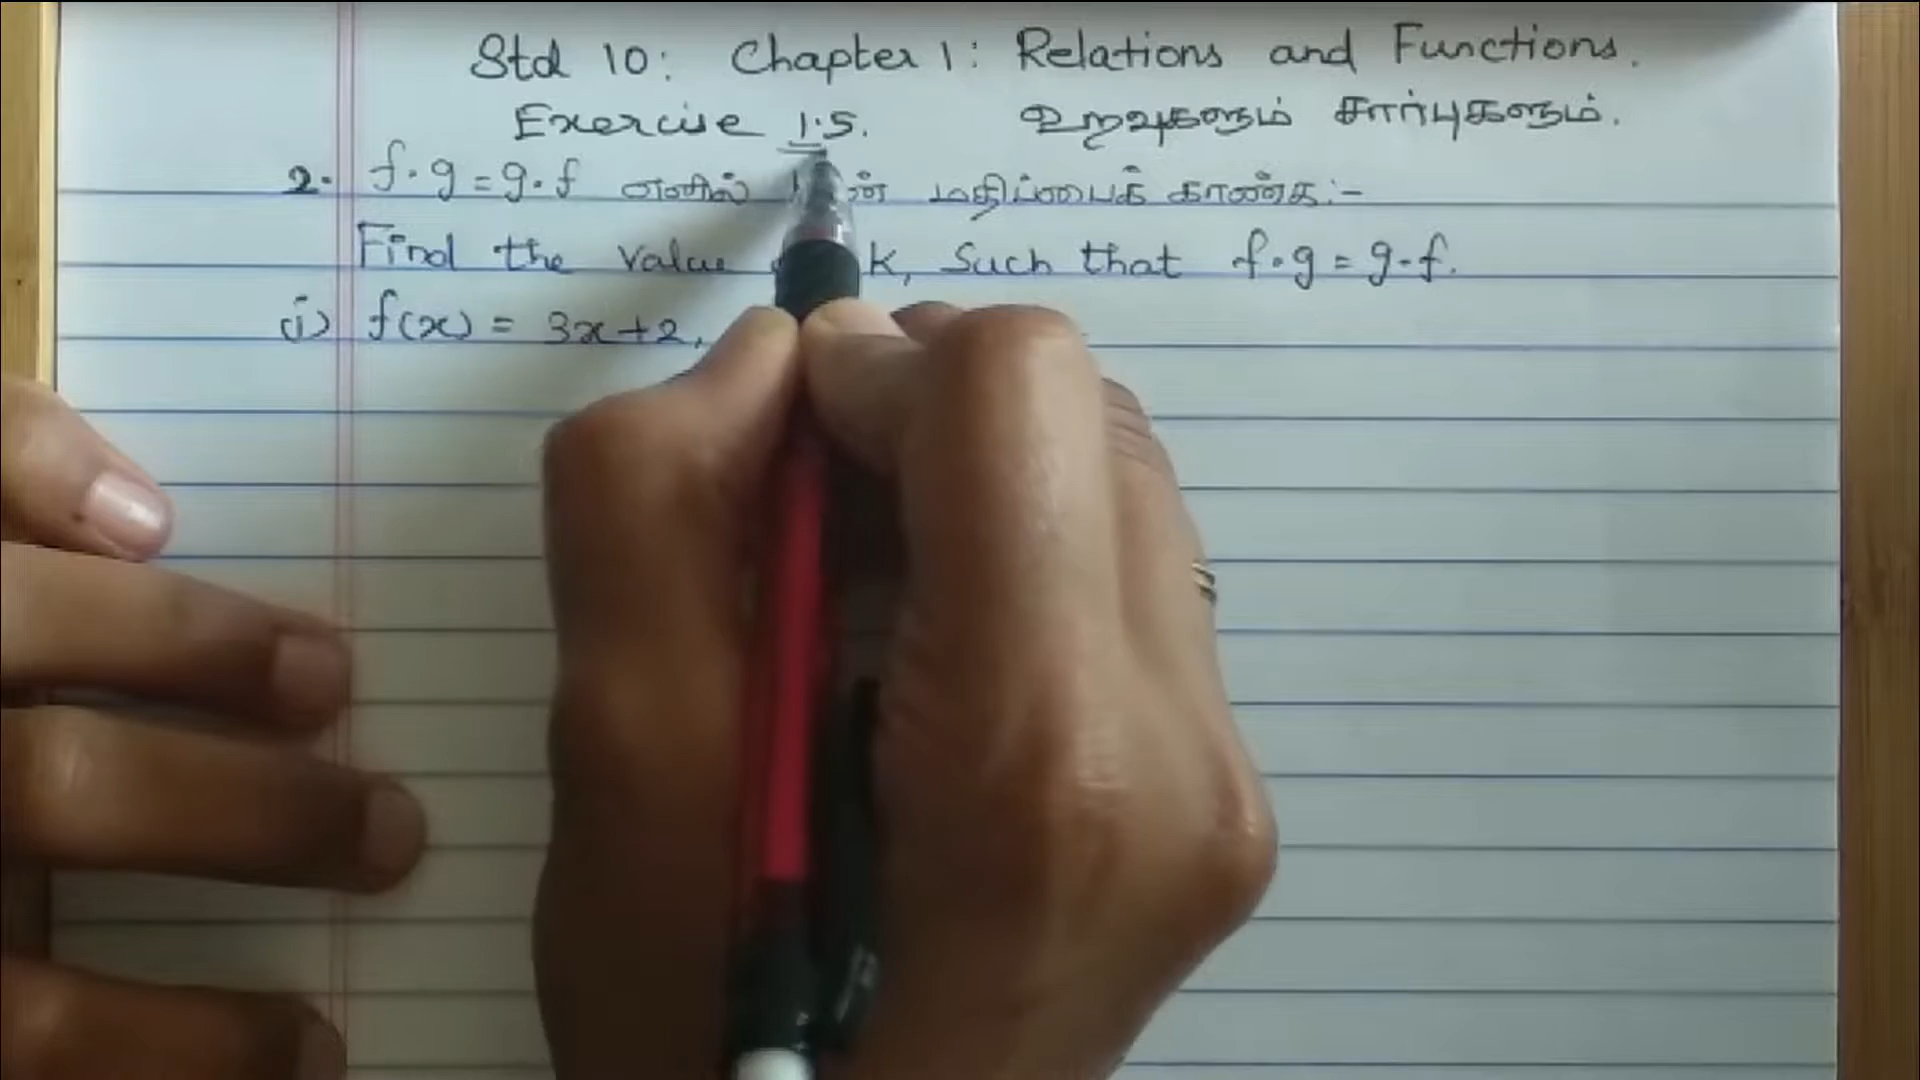 Std 10: Chapter 1: Relations and Functions.
Exercise 1.5. உறவுகளும் சார்புகளும்.
2. f∘g = g∘f எனில் மதிப்பைக் காண்க:-
Find the value k, Such that f∘g = g∘f.
(i) f(x) = 3x+2,